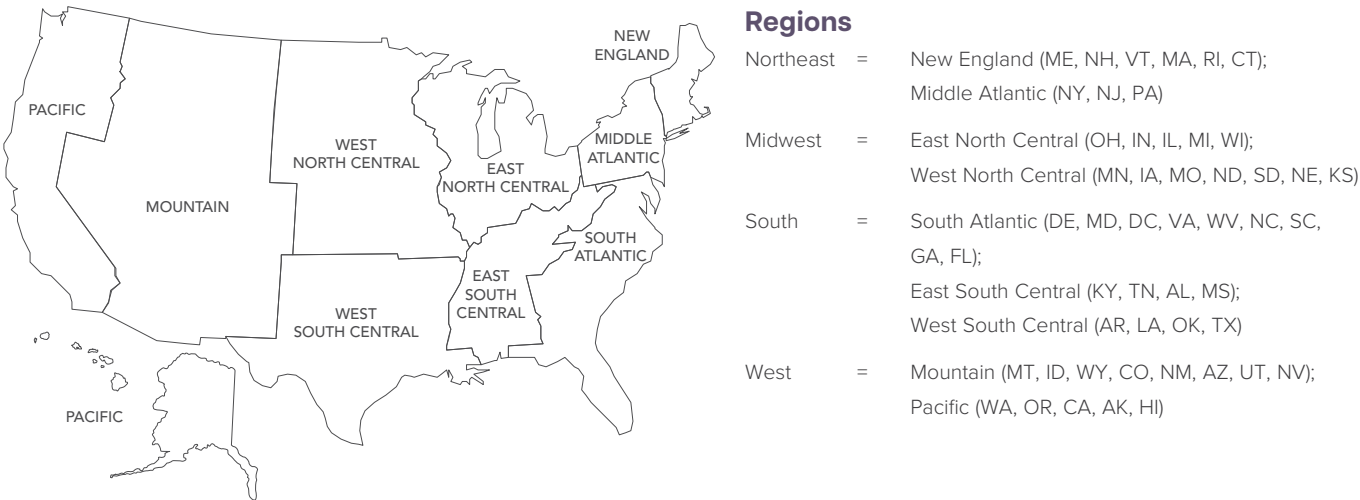 NEW
ENGLAND
PACIFIC
WEST
NORTH CENTRAL
MIDDLE
ATLANTIC
EAST
NORTH CENTRAL
MOUNTAIN
SOUTH
ATLANTIC
EAST
SOUTH
CENTRAL
WEST
SOUTH CENTRAL
PACIFIC
Regions
Northeast = New England (ME, NH, VT, MA, RI, CT);
Middle Atlantic (NY, NJ, PA)
Midwest = East North Central (OH, IN, IL, MI, WI);
West North Central (MN, IA, MO, ND, SD, NE, KS)
South = South Atlantic (DE, MD, DC, VA, WV, NC, SC,
GA, FL);
East South Central (KY, TN, AL, MS);
West South Central (AR, LA, OK, TX)
West = Mountain (MT, ID, WY, CO, NM, AZ, UT, NV);
Pacific (WA, OR, CA, AK, HI)